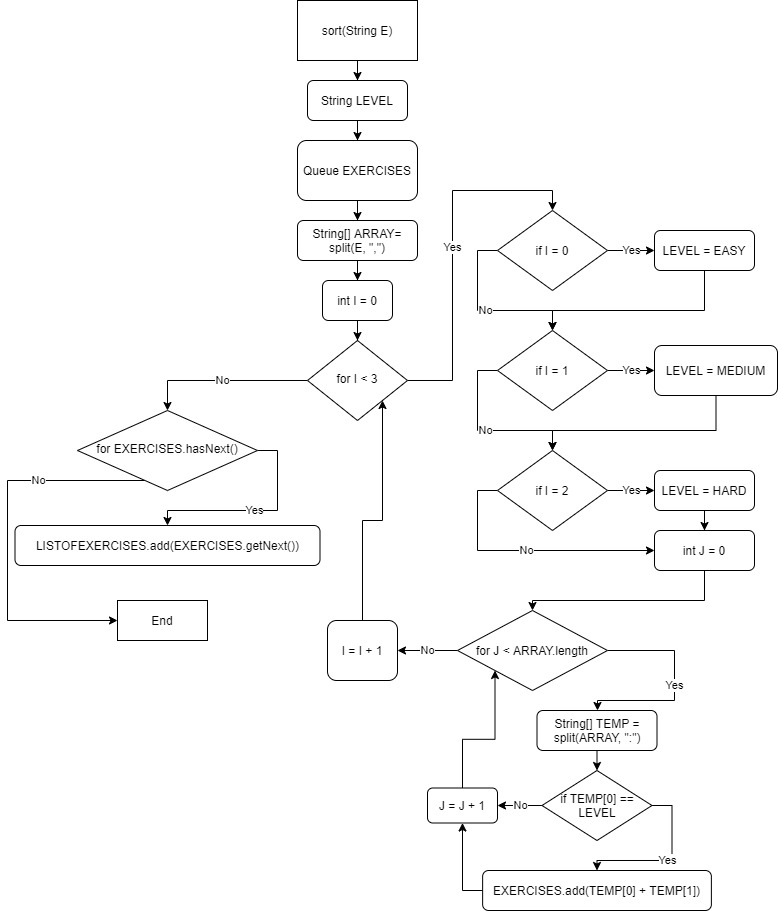 sort(String E)
String LEVEL
Queue EXERCISES
String[] ARRAY=
split(E, ",")
int I = 0
for I < 3
Yes
No
if I = 0
Yes
LEVEL = EASY
No
if I = 1
Yes
LEVEL = MEDIUM
No
if I = 2
Yes
LEVEL = HARD
No
int J = 0
for EXERCISES.hasNext()
No
Yes
LISTOFEXERCISES.add(EXERCISES.getNext())
End
I = I + 1
No
for J < ARRAY.length
Yes
String[] TEMP =
split(ARRAY, ":")
J = J + 1
No
if TEMP[0] ==
LEVEL
Yes
EXERCISES.add(TEMP[0] + TEMP[1])